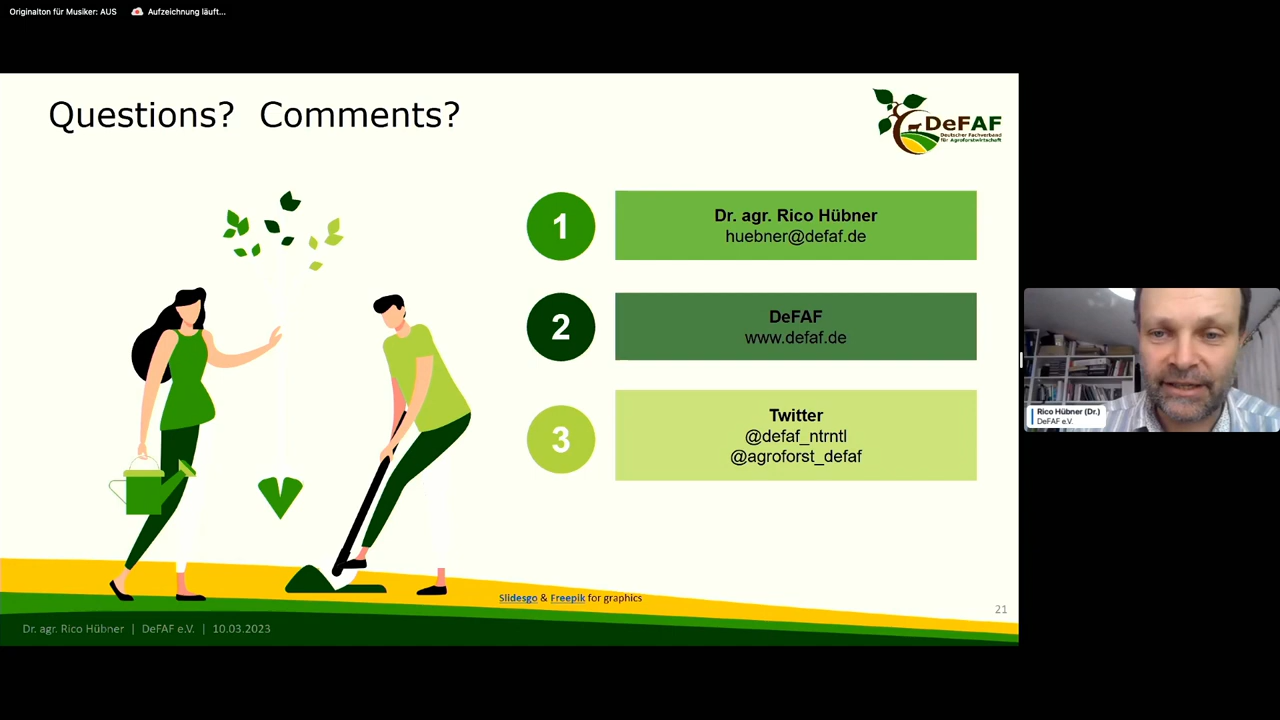 Originalton für Musiker: AUS
Aufzeichnung läuft...
Questions? Comments?
DeFAF
Deutscher Fachverband
für Agroforstwirtschaft
1
Dr. agr. Rico Hübner
huebner@defaf.de
2
DeFAF
www.defaf.de
3
Twitter
@defaf_ntrntl
@agroforst_defaf
Rico Hübner (Dr.)
DeFAF e.V.
Slidesgo & Freepik for graphics
21
Dr. agr. Rico Hübner | DeFAF e.V. | 10.03.2023